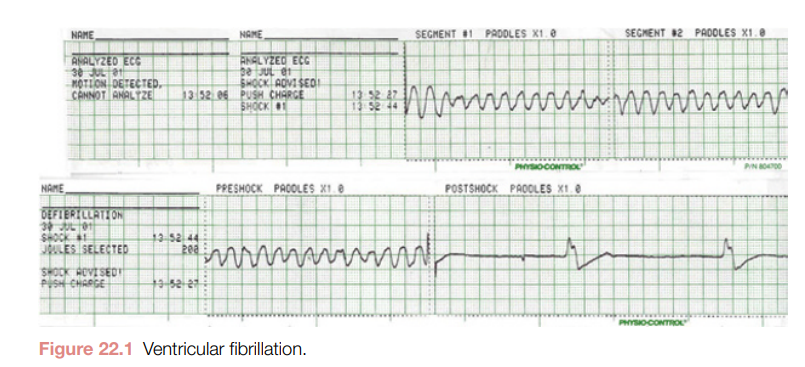 NAME
NAME
SEGMENT #1 PADDLES X1.0
SEGMENT #2 PADDLES X1.0
ANALYZED ECG
30 JUL 01
MOTION DETECTED,
CANNOT ANALYZE 13:52:06
ANALYZED ECG
30 JUL 01
SHOCK ADVISED!
PUSH CHARGE 13:52:27
SHOCK #1 13:52:44
PHYSIO-CONTROL®
P/N 804700
NAME
PRESHOCK PADDLES X1.0
POSTSHOCK PADDLES X1.0
DEFIBRILLATION
30 JUL 01
SHOCK #1 13:52:44
JOULES SELECTED 200
SHOCK ADVISED!
PUSH CHARGE 13:52:27
PHYSIO-CONTROL®
Figure 22.1 Ventricular fibrillation.